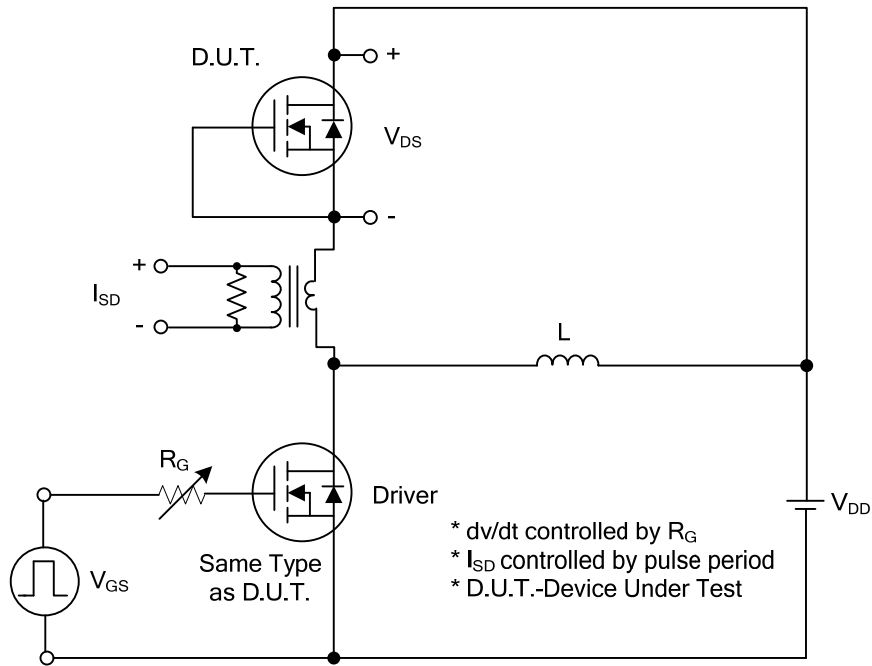 D.U.T.
+
V_DS
-
+
I_SD
-
L
R_G
Driver
V_DD
V_GS
Same Type
as D.U.T.
* dv/dt controlled by R_G
* I_SD controlled by pulse period
* D.U.T.-Device Under Test